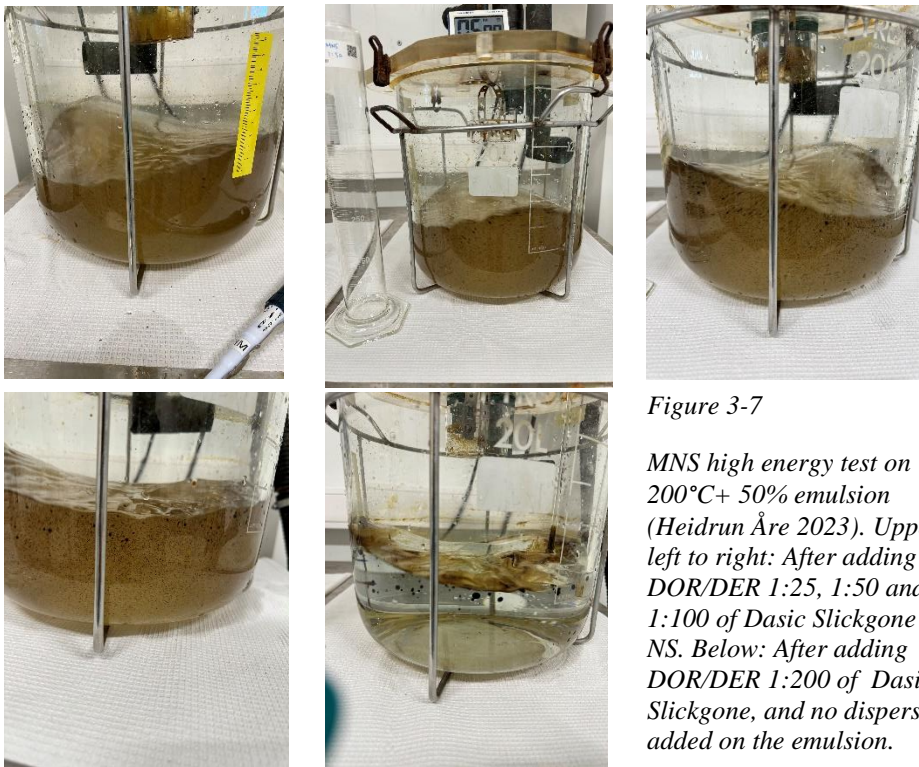 20L
20L
Figure 3-7
MNS high energy test on
200°C+ 50% emulsion
(Heidrun Åre 2023). Upp
left to right: After adding
DOR/DER 1:25, 1:50 and
1:100 of Dasic Slickgone
NS. Below: After adding
DOR/DER 1:200 of Dasi
Slickgone, and no dispers
added on the emulsion.